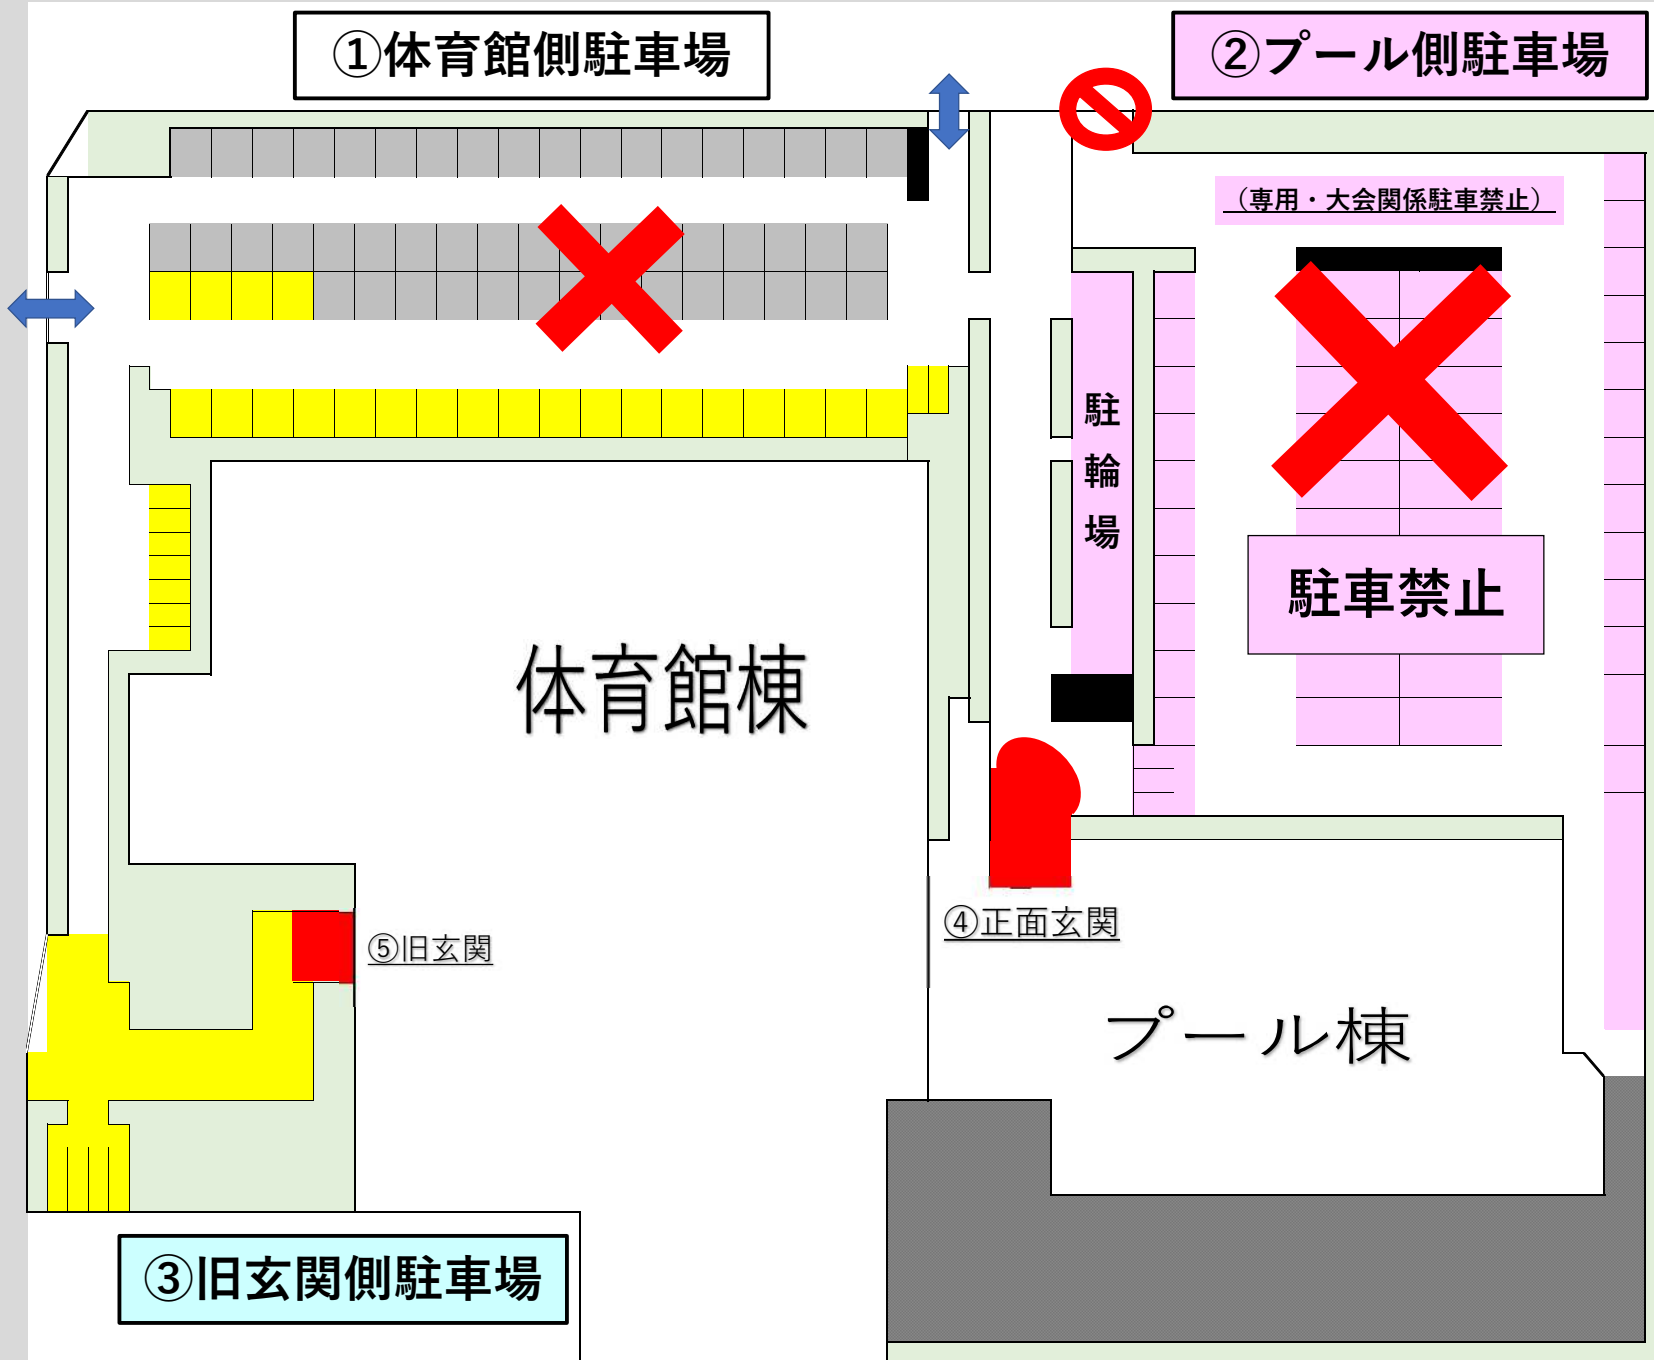 ①体育館側駐車場
②プール側駐車場
（専用・大会関係駐車禁止）
駐輪場
駐車禁止
体育館棟
④正面玄関
⑤旧玄関
プール棟
③旧玄関側駐車場